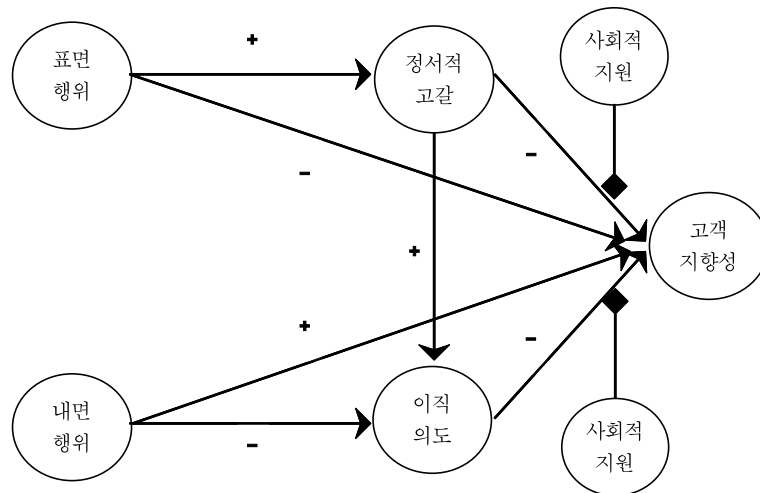 표면
행위
+
정서적
고갈
사회적
지원
-
-
+
고객
지향성
+
-
내면
행위
-
이직
의도
사회적
지원